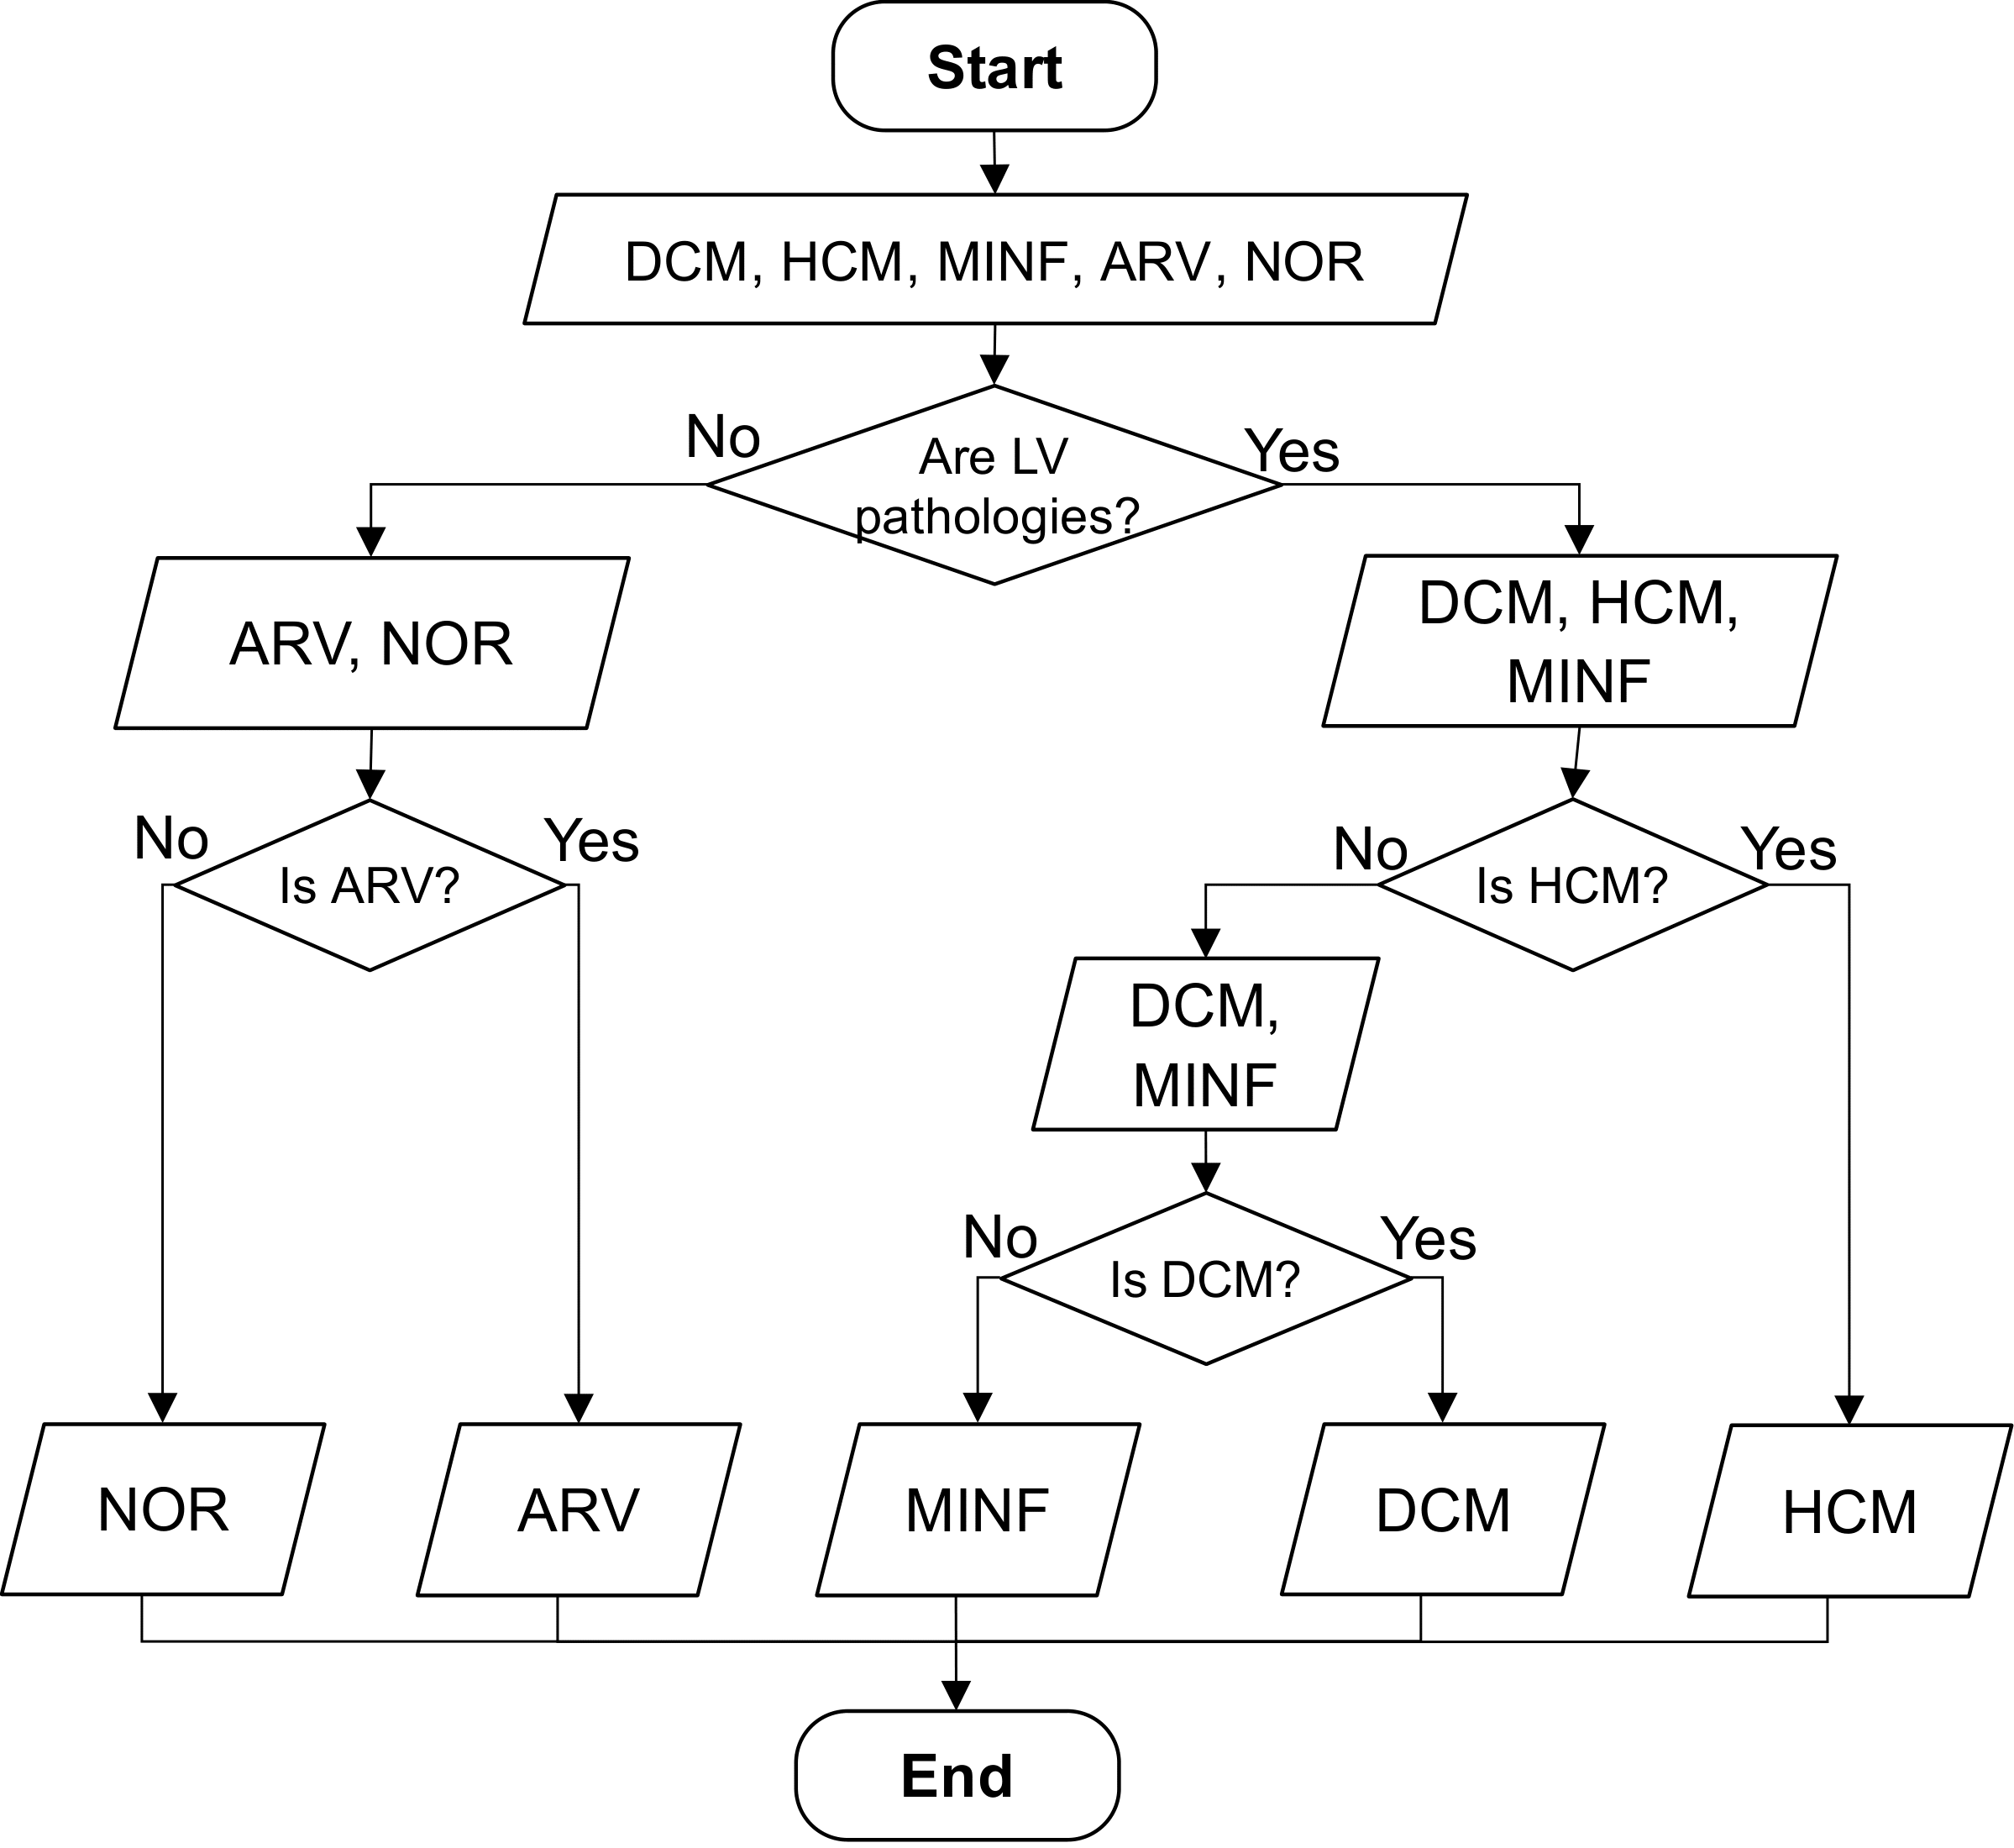 Start
DCM, HCM, MINF, ARV, NOR
No
Are LV
pathologies?
Yes
ARV, NOR
DCM, HCM,
MINF
No
Is ARV?
Yes
No
Is HCM?
Yes
DCM,
MINF
No
Is DCM?
Yes
NOR
ARV
MINF
DCM
HCM
End